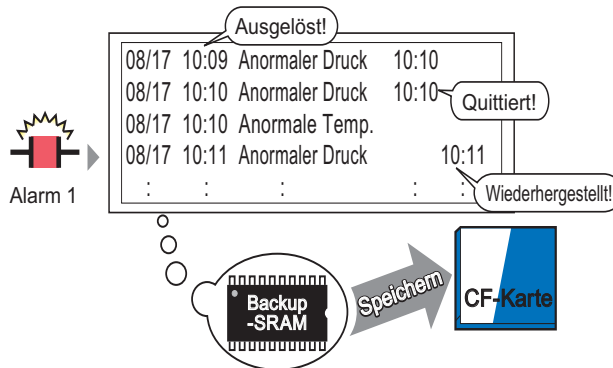 Ausgelöst!
08/17 10:09 Anormaler Druck 10:10
08/17 10:10 Anormaler Druck 10:10
Quittiert!
08/17 10:10 Anormale Temp.
08/17 10:11 Anormaler Druck 10:11
: : : : :
Wiederhergestellt!
Alarm 1
Backup
-SRAM
Speichern
CF-Karte